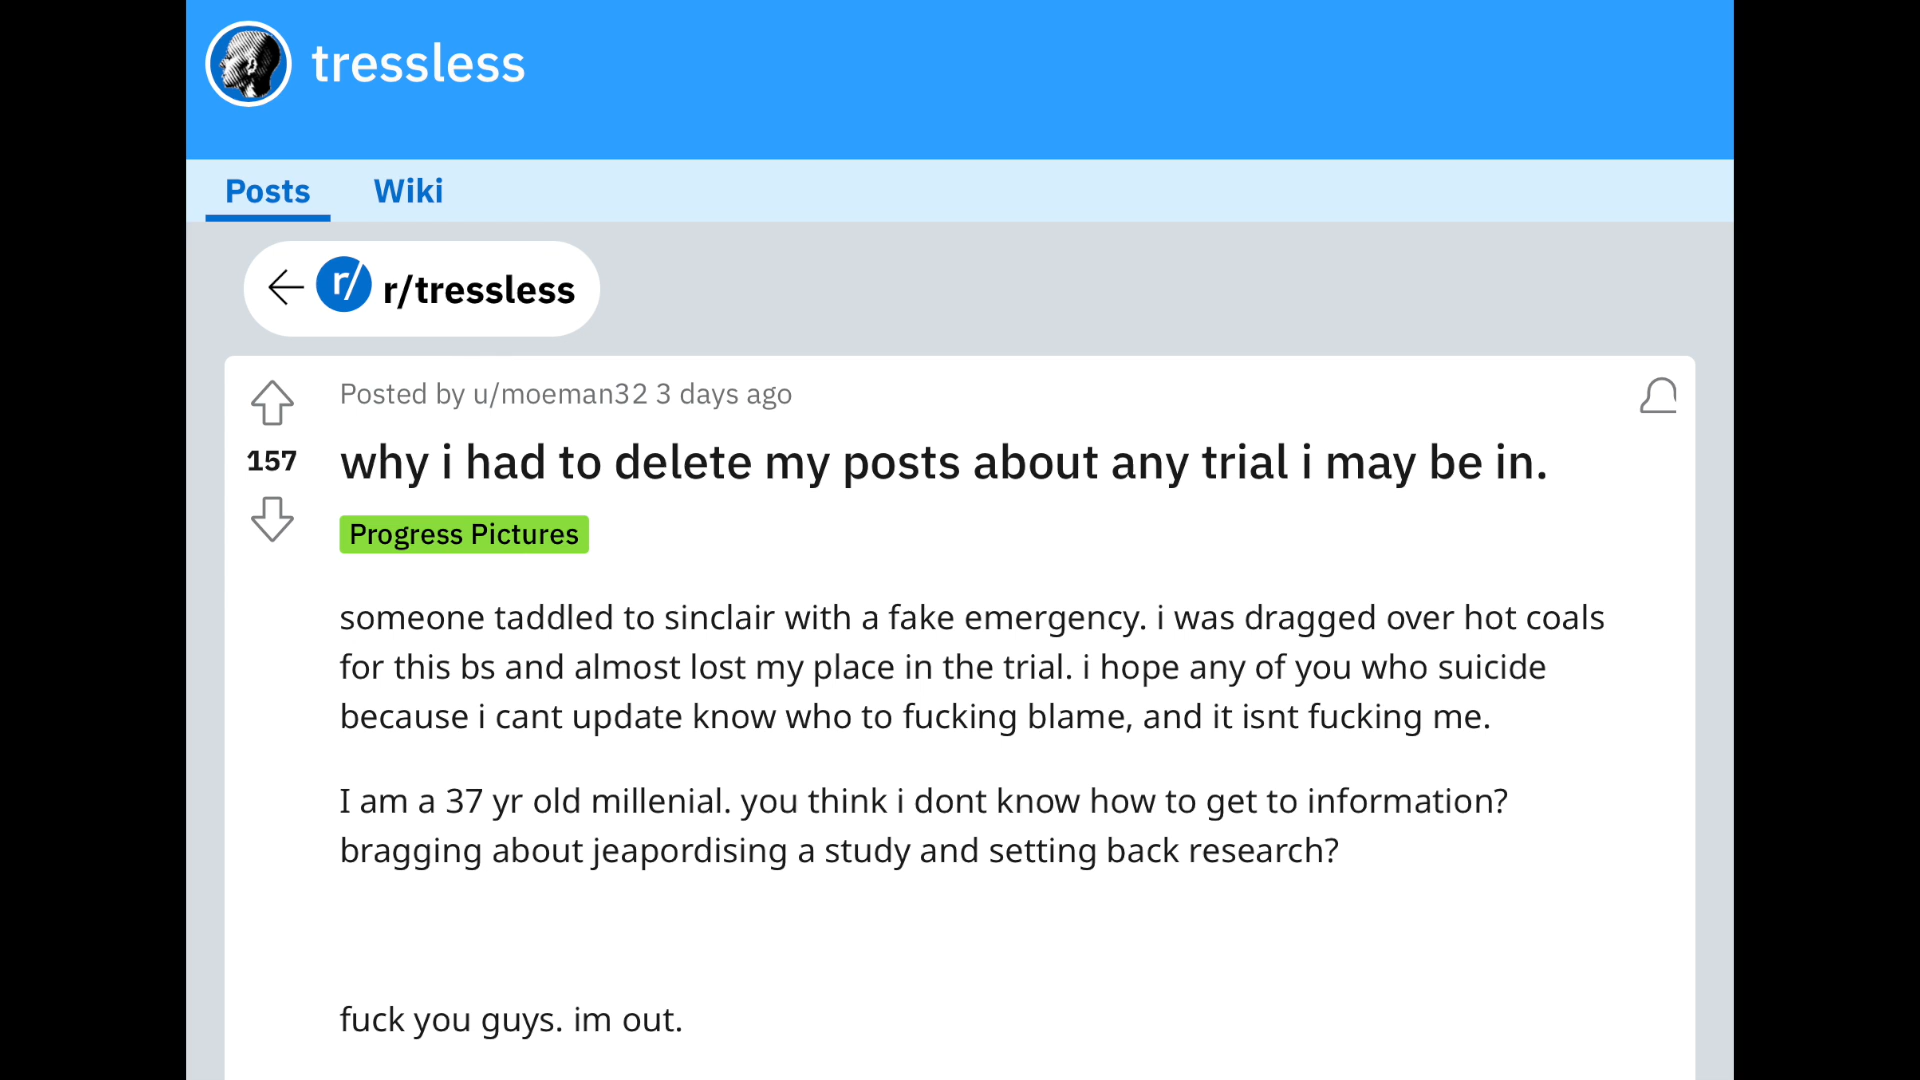 tressless
Posts
Wiki
r/
r/tressless
Posted by u/moeman32 3 days ago
157
why i had to delete my posts about any trial i may be in.
Progress Pictures
someone taddled to sinclair with a fake emergency. i was dragged over hot coals
for this bs and almost lost my place in the trial. i hope any of you who suicide
because i cant update know who to fucking blame, and it isnt fucking me.
I am a 37 yr old millenial. you think i dont know how to get to information?
bragging about jeapordising a study and setting back research?
fuck you guys. im out.